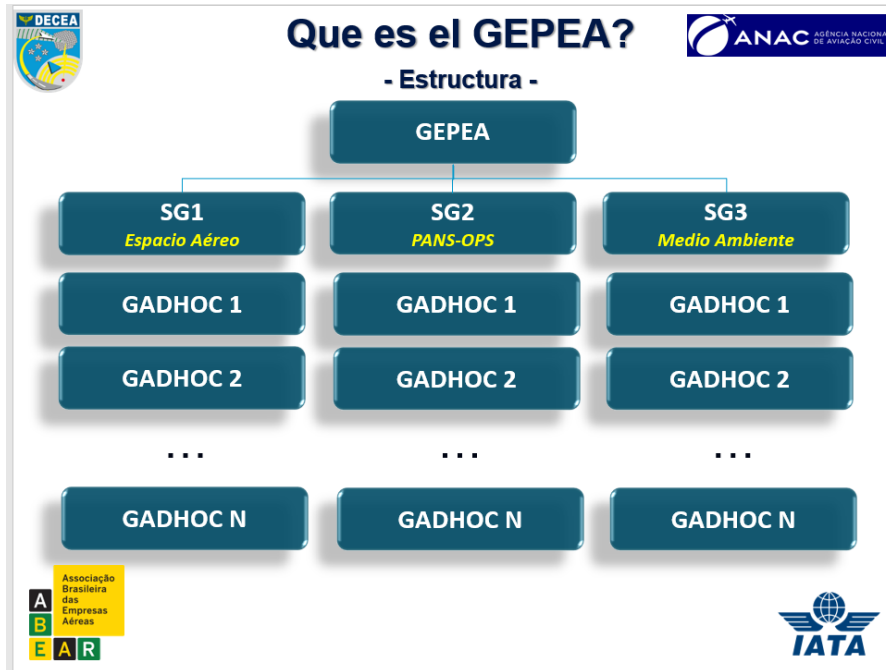 DECEA
Que es el GEPEA?
ANAC AGÊNCIA NACIONAL
DE AVIAÇÃO CIVIL
- Estructura -
GEPEA
SG1
Espacio Aéreo
SG2
PANS-OPS
SG3
Medio Ambiente
GADHOC 1
GADHOC 1
GADHOC 1
GADHOC 2
GADHOC 2
GADHOC 2
... ... ...
GADHOC N
GADHOC N
GADHOC N
Associação
Brasileira
das
Empresas
Aéreas
A
B
E A R
IATA